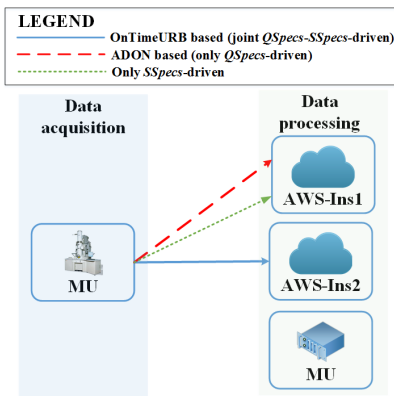 LEGEND
OnTimeURB based (joint QSpecs-SSpecs-driven)
ADON based (only QSpecs-driven)
Only SSpecs-driven
Data
acquisition
Data
processing
AWS-Ins1
MU
AWS-Ins2
MU